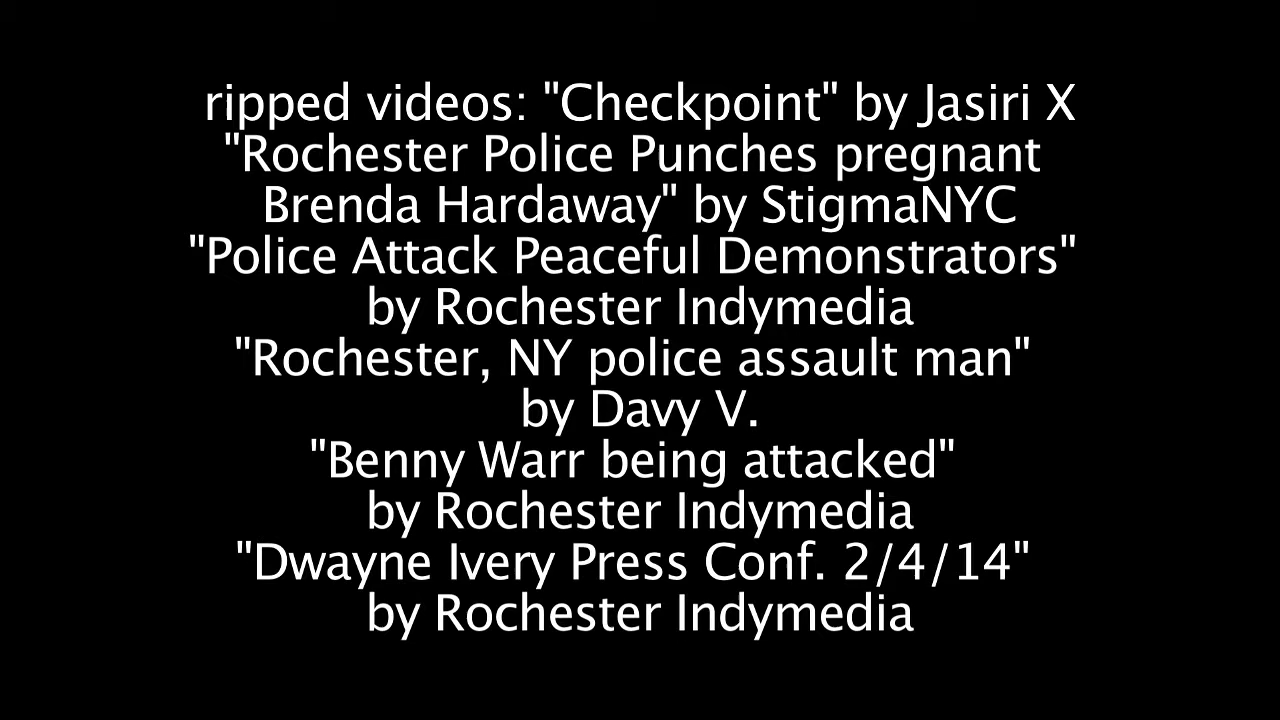 ripped videos: "Checkpoint" by Jasiri X
"Rochester Police Punches pregnant
Brenda Hardaway" by StigmaNYC
"Police Attack Peaceful Demonstrators"
by Rochester Indymedia
"Rochester, NY police assault man"
by Davy V.
"Benny Warr being attacked"
by Rochester Indymedia
"Dwayne Ivery Press Conf. 2/4/14"
by Rochester Indymedia